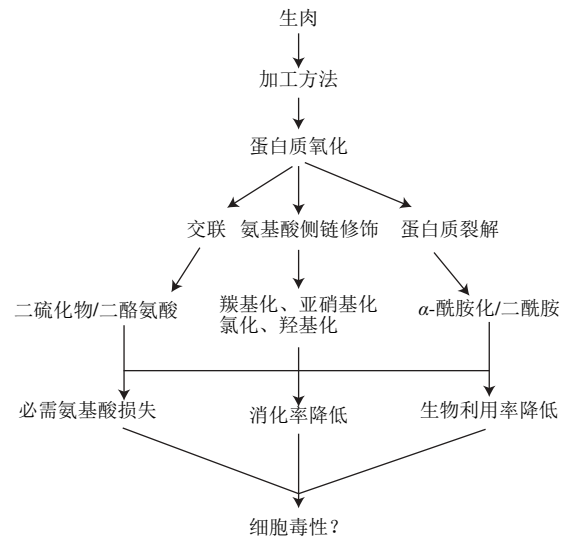 生肉
加工方法
蛋白质氧化
交联 氨基酸侧链修饰 蛋白质裂解
二硫化物/二酪氨酸
羰基化、亚硝基化
氯化、羟基化
α-酰胺化/二酰胺
必需氨基酸损失 消化率降低 生物利用率降低
细胞毒性？